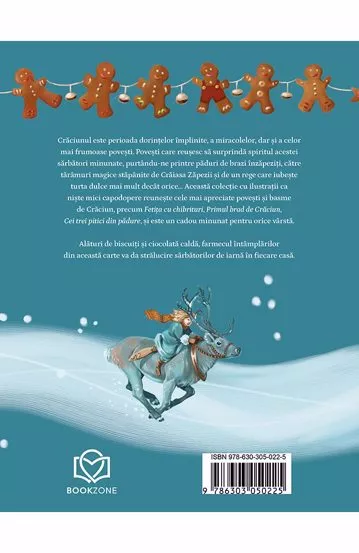 Crăciunul este perioada dorințelor împlinite, a miracolelor, dar și a celor
mai frumoase povești. Povești care reușesc să surprindă spiritul acestei
sărbători minunate, purtându-ne printre păduri de brazi înzăpeziți, către
tărâmuri magice stăpânite de Crăiasa Zăpezii și de un rege care iubește
turta dulce mai mult decât orice... Această colecție cu ilustrații ca
niște mici capodopere reunește cele mai apreciate povești și basme
de Crăciun, precum Fetița cu chibrituri, Primul brad de Crăciun,
Cei trei pitici din pădure, și este un cadou minunat pentru orice vârstă.
Alături de biscuiți și ciocolată caldă, farmecul întâmplărilor
din această carte va da strălucire sărbătorilor de iarnă în fiecare casă.
ISBN 978-630-305-022-5
9 786303 050225
BOOKZONE